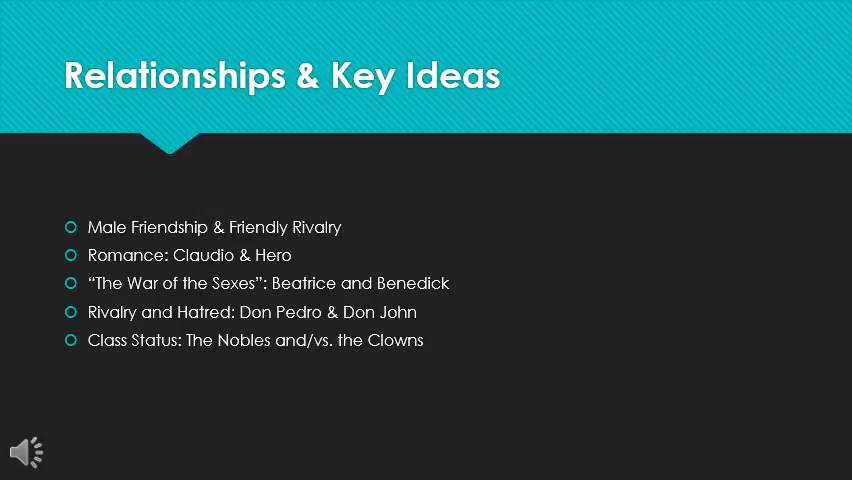 Relationships & Key Ideas
Male Friendship & Friendly Rivalry
Romance: Claudio & Hero
“The War of the Sexes”: Beatrice and Benedick
Rivalry and Hatred: Don Pedro & Don John
Class Status: The Nobles and/vs. the Clowns